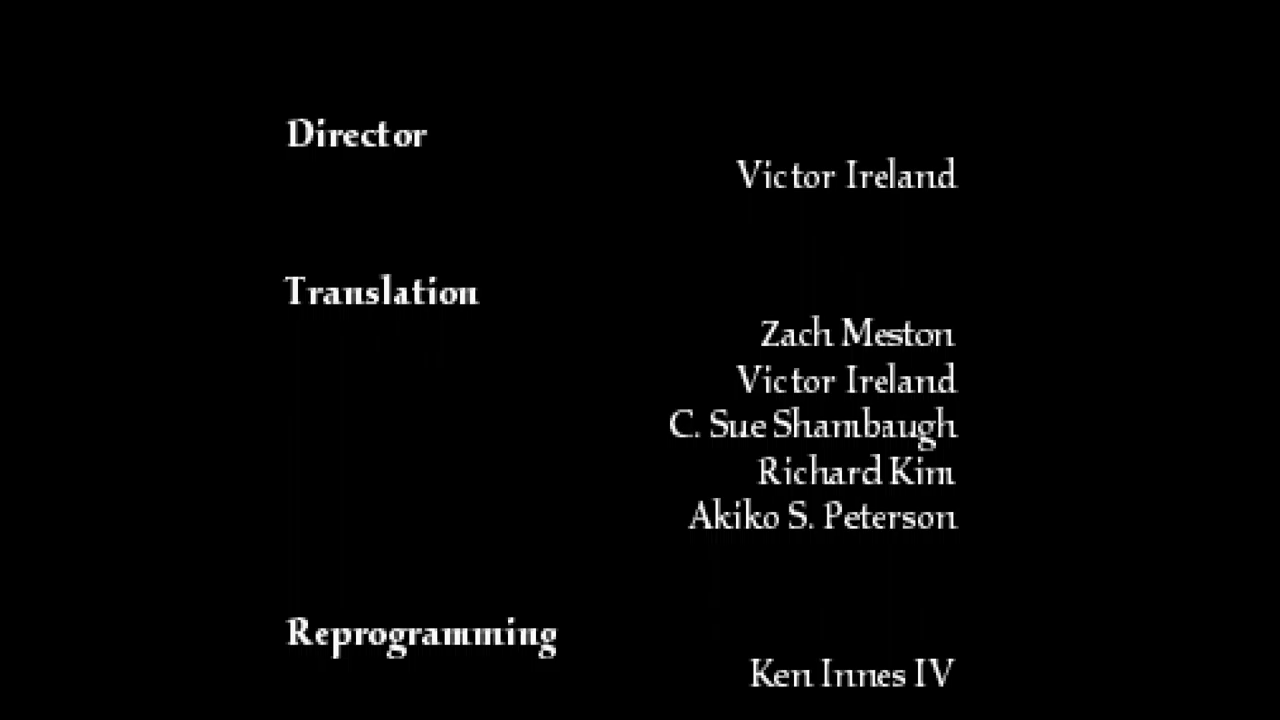 Director
Victor Ireland
Translation
Zach Meston
Victor Ireland
C. Sue Shambaugh
Richard Kim
Akiko S. Peterson
Reprogramming
Ken Innes IV